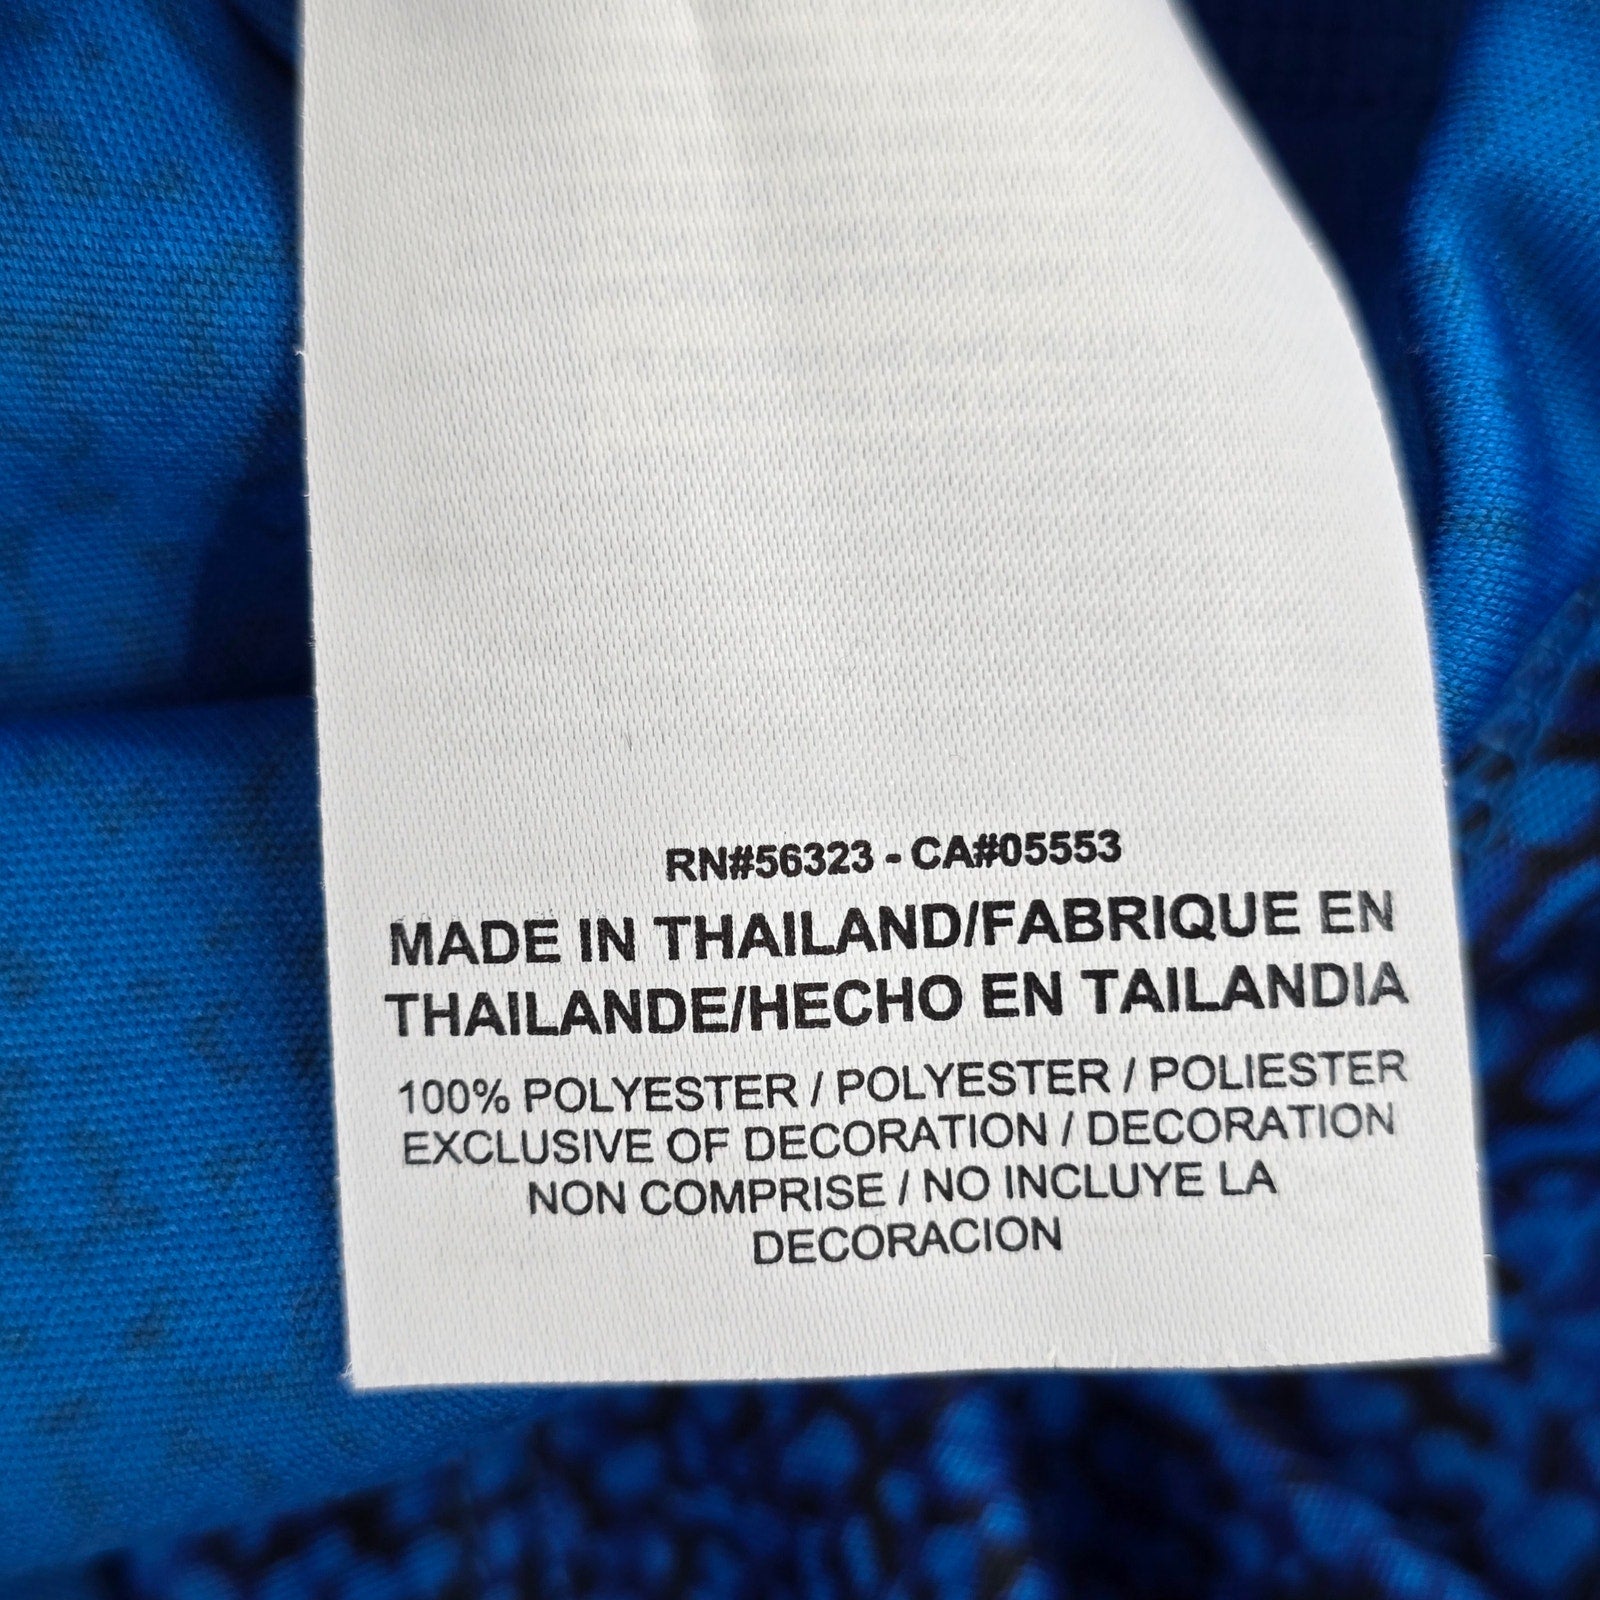 RN#56323 - CA#05553
MADE IN THAILAND/FABRIQUE EN
THAILANDE/HECHO EN TAILANDIA
100% POLYESTER / POLYESTER / POLIESTER
EXCLUSIVE OF DECORATION / DECORATION
NON COMPRISE / NO INCLUYE LA
DECORACION